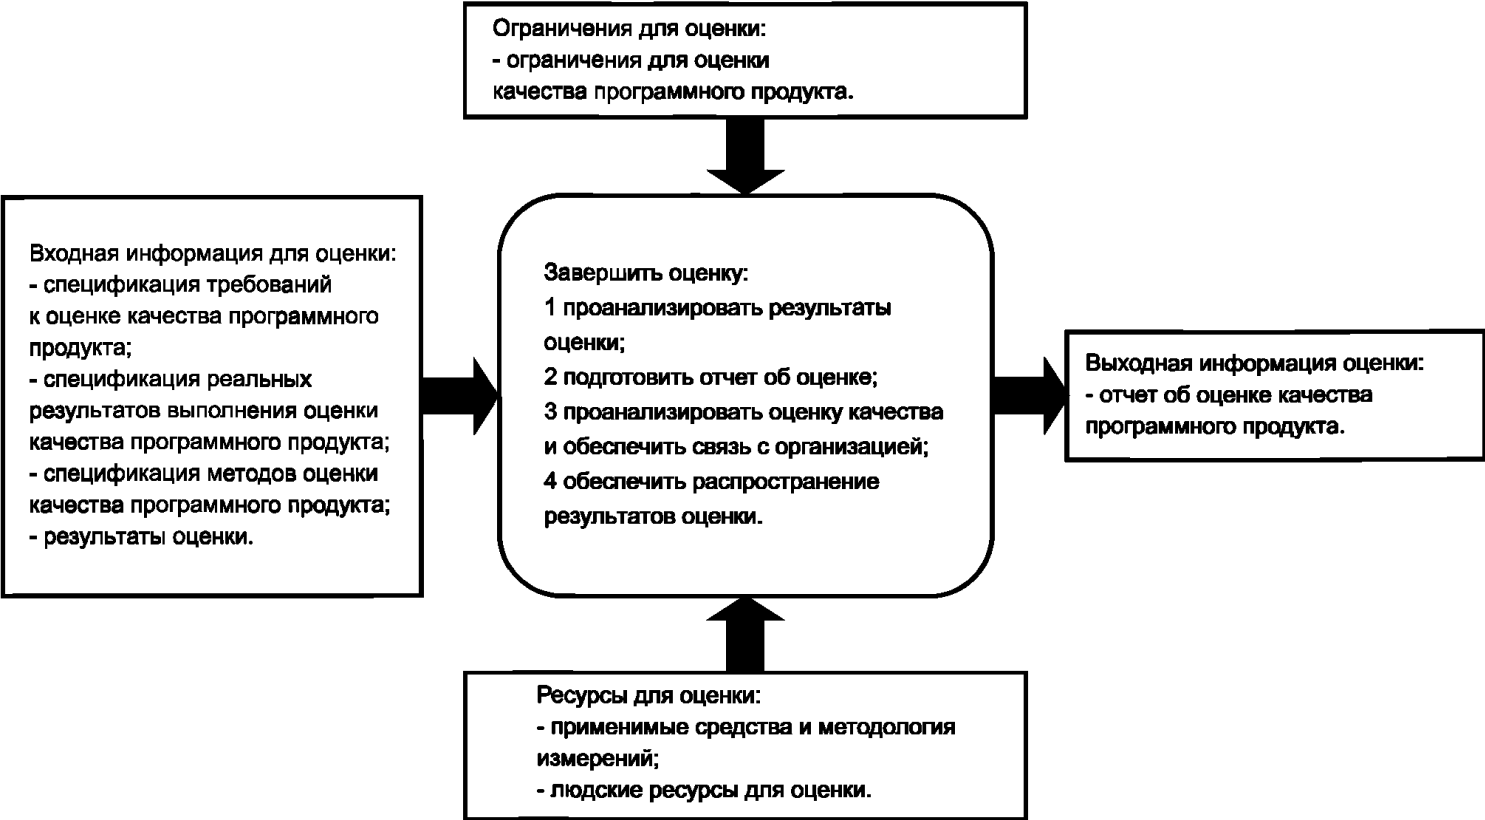 Ограничения для оценки:
- ограничения для оценки
качества программного продукта.
Входная информация для оценки:
- спецификация требований
к оценке качества программного
продукта;
- спецификация реальных
результатов выполнения оценки
качества программного продукта;
- спецификация методов оценки
качества программного продукта;
- результаты оценки.
Завершить оценку:
1 проанализировать результаты
оценки;
2 подготовить отчет об оценке;
3 проанализировать оценку качества
и обеспечить связь с организацией;
4 обеспечить распространение
результатов оценки.
Выходная информация оценки:
- отчет об оценке качества
программного продукта.
Ресурсы для оценки:
- применимые средства и методология
измерений;
- людские ресурсы для оценки.